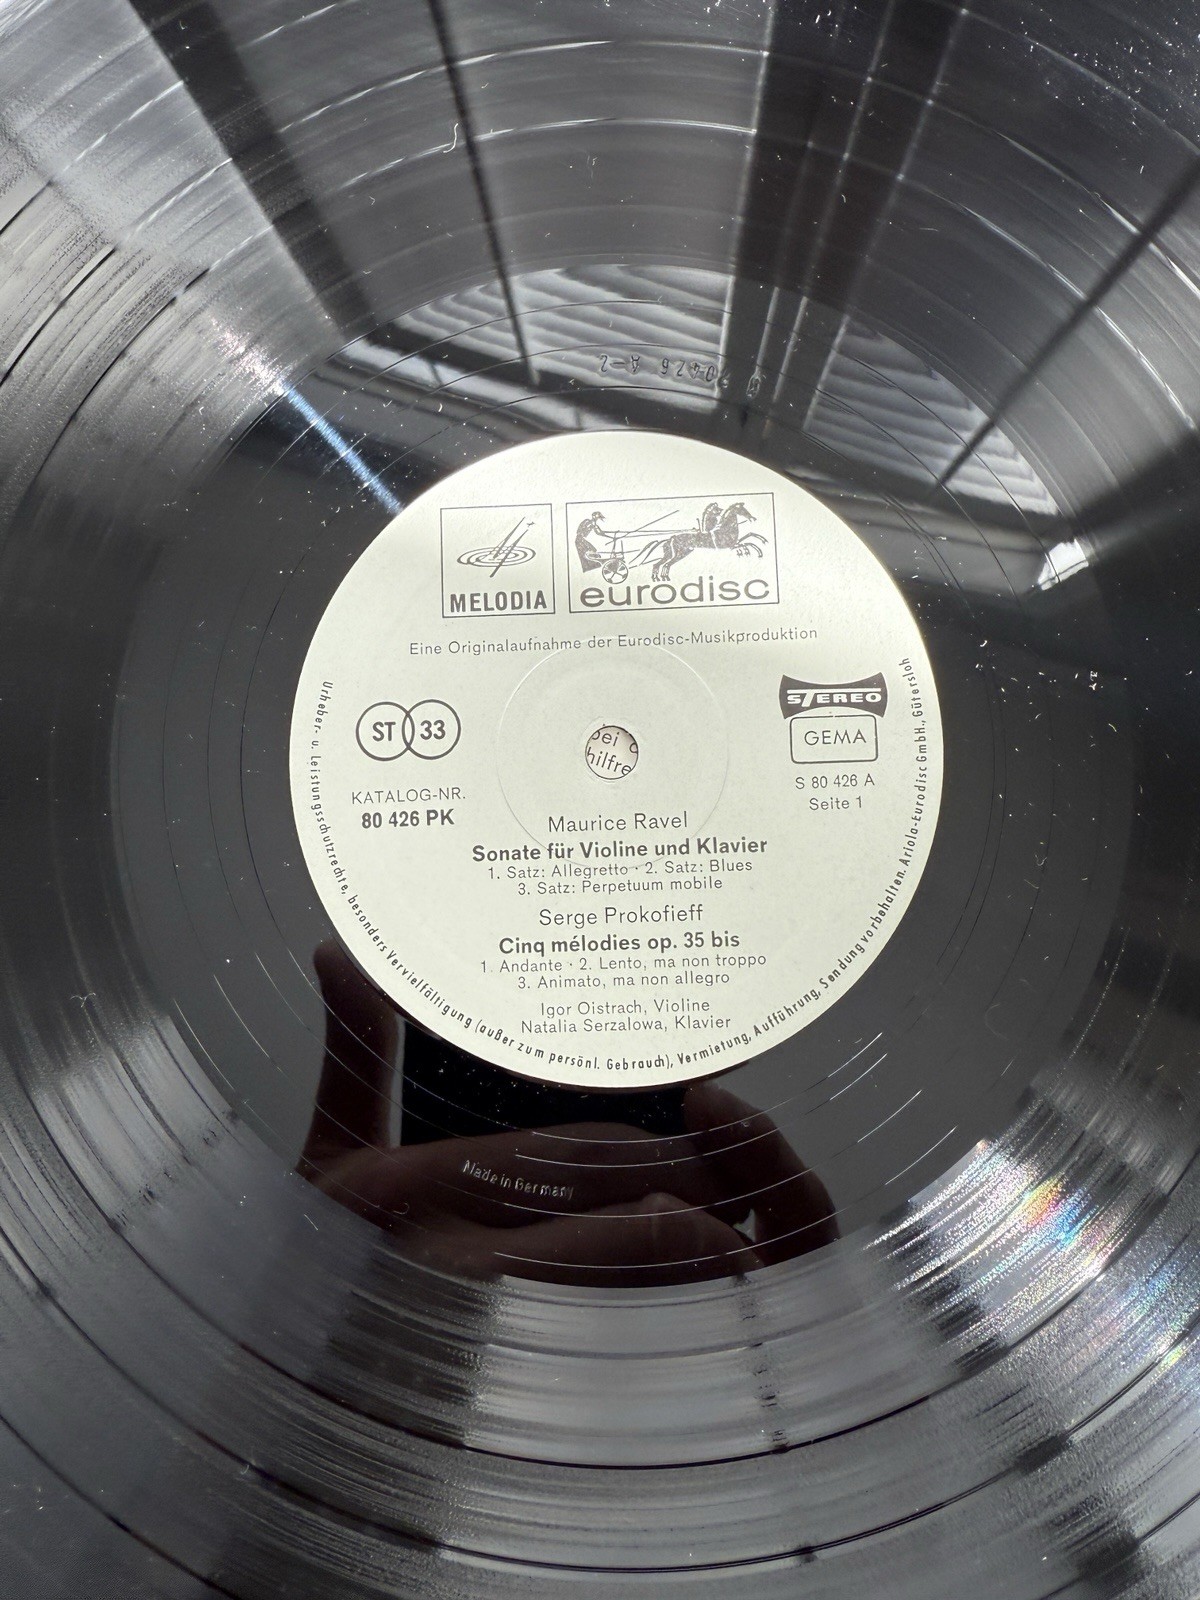 MELODIA
eurodisc
Eine Originalaufnahme der Eurodisc-Musikproduktion
ST 33
STEREO
GEMA
KATALOG-NR.
80 426 PK
S 80 426 A
Seite 1
Maurice Ravel
Sonate für Violine und Klavier
1. Satz: Allegretto · 2. Satz: Blues
3. Satz: Perpetuum mobile
Serge Prokofieff
Cinq mélodies op. 35 bis
1. Andante · 2. Lento, ma non troppo
3. Animato, ma non allegro
Igor Oistrach, Violine
Natalia Serzalowa, Klavier
Urheber- u. Leistungsschutzrechte, besonders Vervielfältigung (außer zum persönl. Gebrauch), Vermietung, Aufführung, Sendung vorbehalten. Ariola-Eurodisc GmbH., Gütersloh
Made in Germany